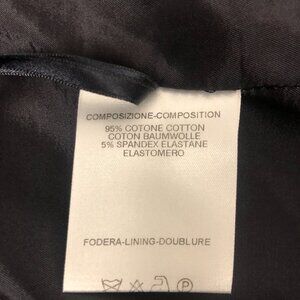 COMPOSIZIONE-COMPOSITION
95% COTONE COTTON
COTON BAUMWOLLE
5% SPANDEX ELASTANE
ELASTOMERO
FODERA-LINING-DOUBLURE